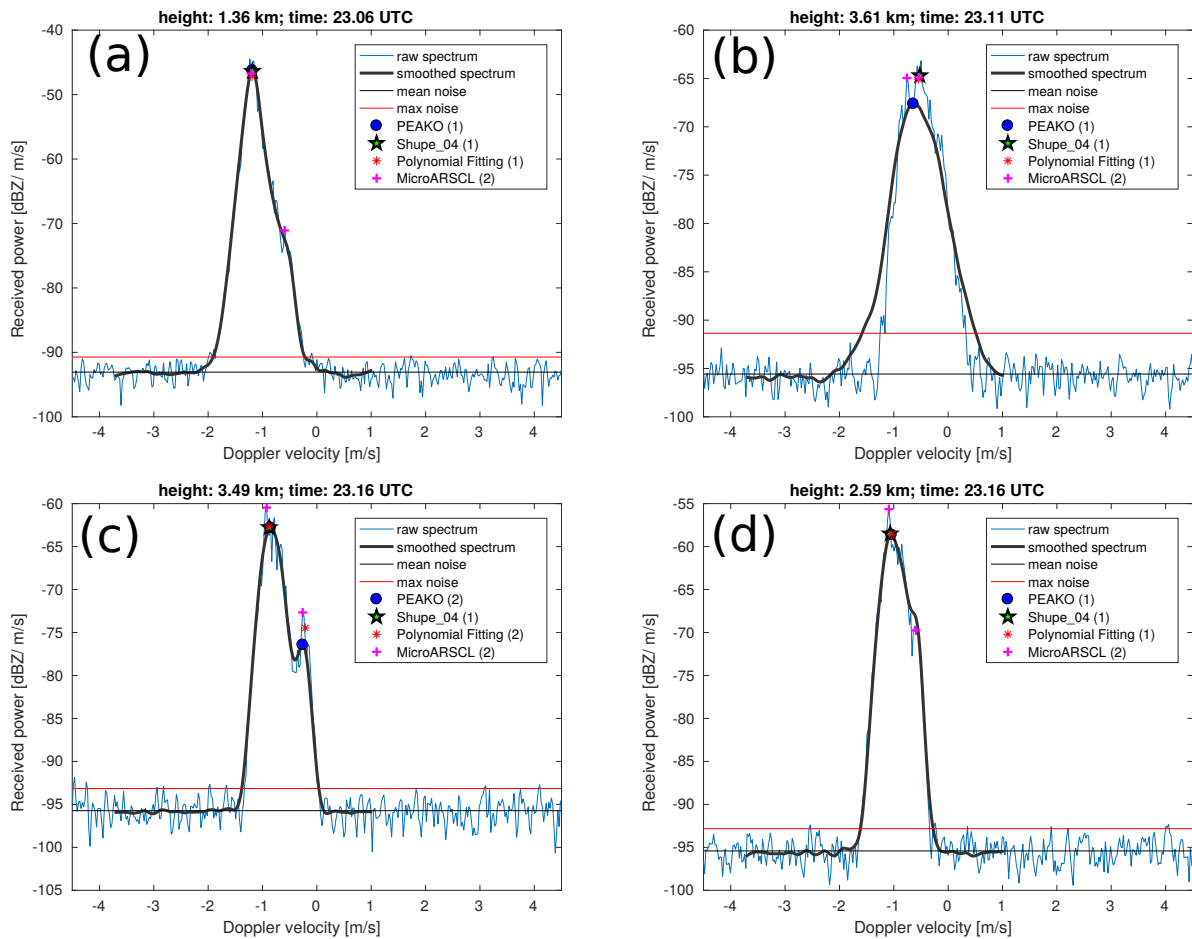 height: 1.36 km; time: 23.06 UTC
(a)
-40
-50
-60
-70
-80
-90
-100
Received power [dBZ/ m/s]
raw spectrum
smoothed spectrum
mean noise
max noise
PEAKO (1)
Shupe_04 (1)
Polynomial Fitting (1)
MicroARSCL (2)
-4 -3 -2 -1 0 1 2 3 4
Doppler velocity [m/s]
height: 3.61 km; time: 23.11 UTC
(b)
-60
-65
-70
-75
-80
-85
-90
-95
-100
Received power [dBZ/ m/s]
raw spectrum
smoothed spectrum
mean noise
max noise
PEAKO (1)
Shupe_04 (1)
Polynomial Fitting (1)
MicroARSCL (2)
-4 -3 -2 -1 0 1 2 3 4
Doppler velocity [m/s]
height: 3.49 km; time: 23.16 UTC
(c)
-60
-65
-70
-75
-80
-85
-90
-95
-100
-105
Received power [dBZ/ m/s]
raw spectrum
smoothed spectrum
mean noise
max noise
PEAKO (2)
Shupe_04 (1)
Polynomial Fitting (2)
MicroARSCL (2)
-4 -3 -2 -1 0 1 2 3 4
Doppler velocity [m/s]
height: 2.59 km; time: 23.16 UTC
(d)
-55
-60
-65
-70
-75
-80
-85
-90
-95
-100
Received power [dBZ/ m/s]
raw spectrum
smoothed spectrum
mean noise
max noise
PEAKO (1)
Shupe_04 (1)
Polynomial Fitting (1)
MicroARSCL (2)
-4 -3 -2 -1 0 1 2 3 4
Doppler velocity [m/s]